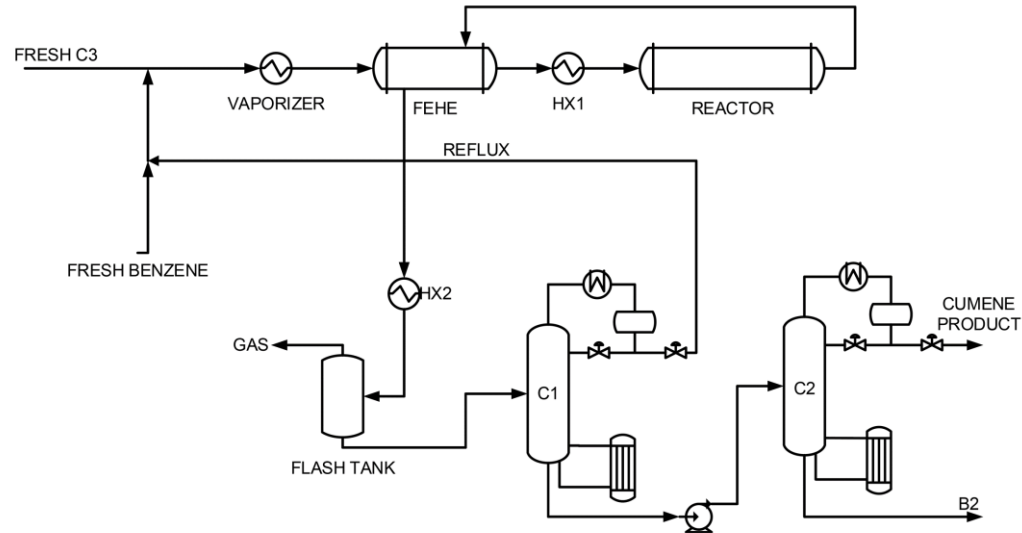 FRESH C3
VAPORIZER
FEHE
HX1
REACTOR
REFLUX
FRESH BENZENE
HX2
GAS
FLASH TANK
C1
C2
CUMENE
PRODUCT
B2